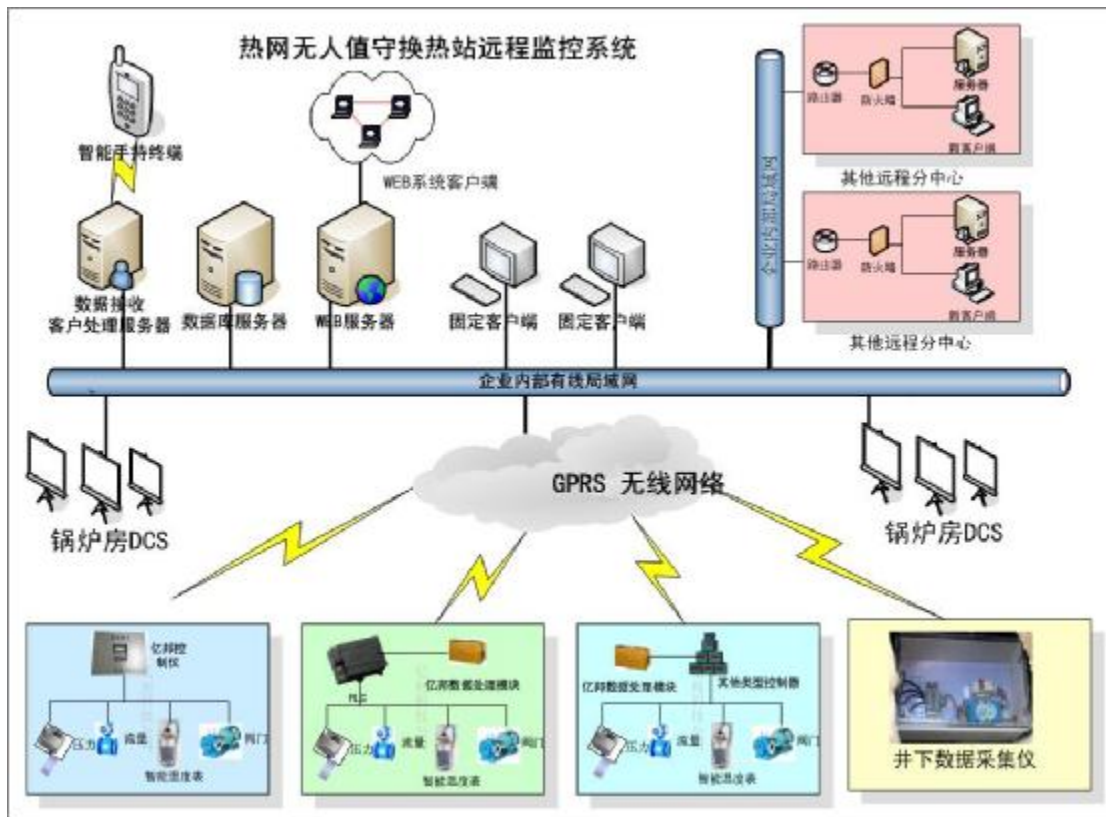 热网无人值守换热站远程监控系统
智能手持终端
WEB系统客户端
数据接收
客户处理服务器
数据库服务器
WEB服务器
固定客户端
固定客户端
路由器
防火墙
服务器
客户端
其他远程分中心
路由器
防火墙
服务器
客户端
其他远程分中心
企业内部有线局域网
锅炉房DCS
GPRS 无线网络
锅炉房DCS
亿邦控
制仪
压力
流量
阀门
智能温度表
PLC
亿邦数据处理模块
压力
流量
阀门
智能温度表
亿邦数据处理模块
其他类型控制器
压力
流量
阀门
智能温度表
井下数据采集仪